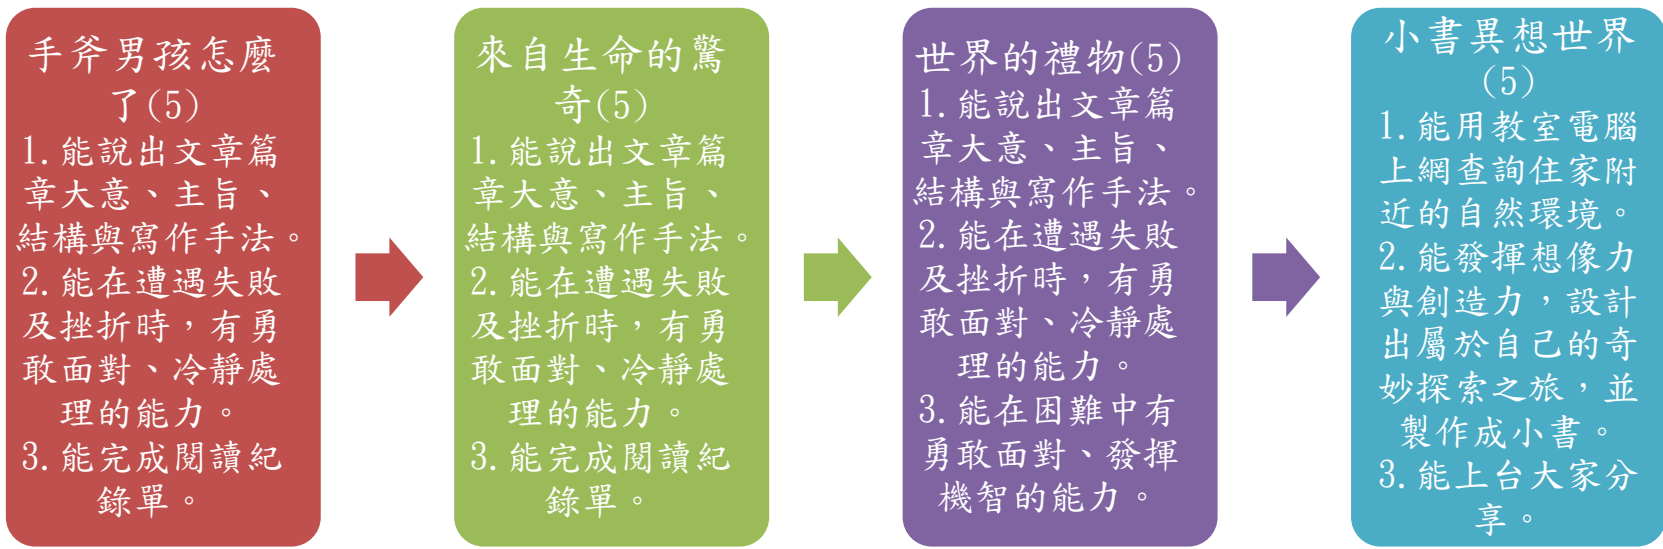 手斧男孩怎麼
了(5)
1.能說出文章篇
章大意、主旨、
結構與寫作手法。
2.能在遭遇失敗
及挫折時，有勇
敢面對、冷靜處
理的能力。
3.能完成閱讀紀
錄單。
來自生命的驚
奇(5)
1.能說出文章篇
章大意、主旨、
結構與寫作手法。
2.能在遭遇失敗
及挫折時，有勇
敢面對、冷靜處
理的能力。
3.能完成閱讀紀
錄單。
世界的禮物(5)
1.能說出文章篇
章大意、主旨、
結構與寫作手法。
2.能在遭遇失敗
及挫折時，有勇
敢面對、冷靜處
理的能力。
3.能在困難中有
勇敢面對、發揮
機智的能力。
小書異想世界
(5)
1.能用教室電腦
上網查詢住家附
近的自然環境。
2.能發揮想像力
與創造力，設計
出屬於自己的奇
妙探索之旅，並
製作成小書。
3.能上台大家分
享。